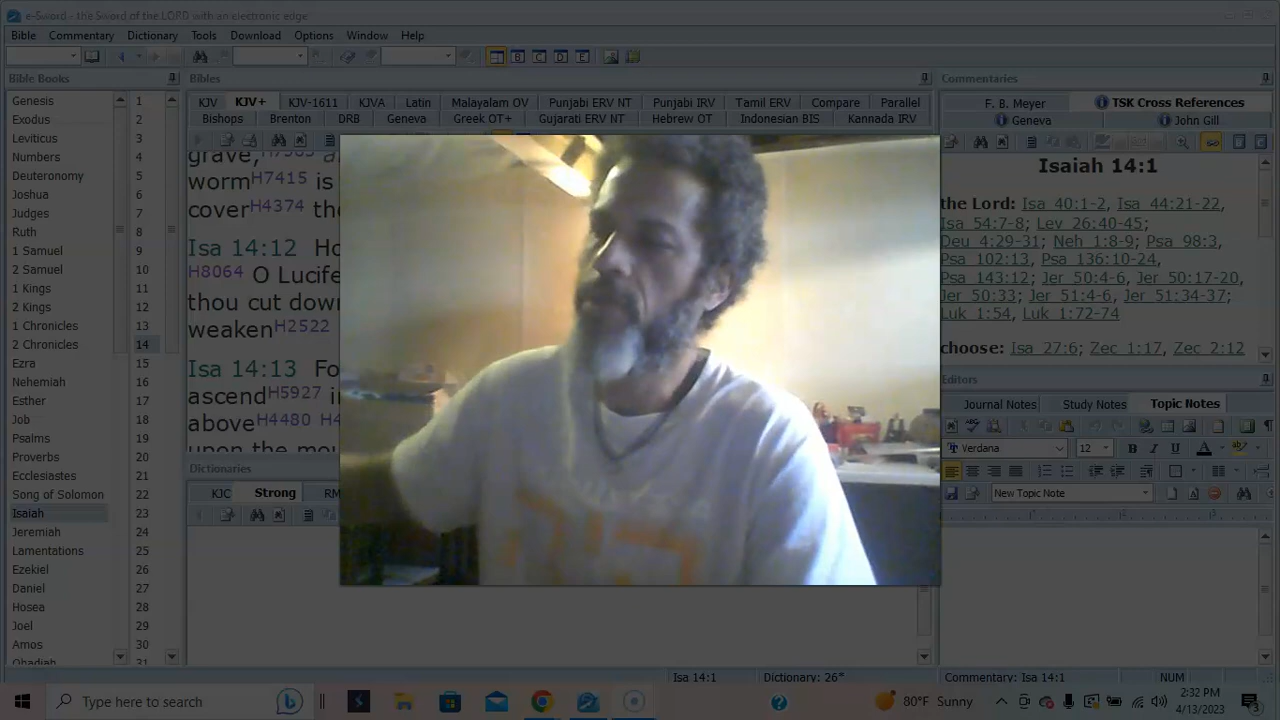 e-Sword - the Sword of the LORD with an electronic edge
Bible Commentary Dictionary Tools Download Options Window Help
B C D E
Bible Books
Genesis
Exodus
Leviticus
Numbers
Deuteronomy
Joshua
Judges
Ruth
1 Samuel
2 Samuel
1 Kings
2 Kings
1 Chronicles
2 Chronicles
Ezra
Nehemiah
Esther
Job
Psalms
Proverbs
Ecclesiastes
Song of Solomon
Isaiah
Jeremiah
Lamentations
Ezekiel
Daniel
Hosea
Joel
Amos
Obadiah
1
2
3
4
5
6
7
8
9
10
11
12
13
14
15
16
17
18
19
20
21
22
23
24
25
26
27
28
29
30
31
Bibles
KJV KJV+ KJV-1611 KJVA Latin Malayalam OV Punjabi ERV NT Punjabi IRV Tamil ERV Compare Parallel
Bishops Brenton DRB Geneva Greek OT+ Gujarati ERV NT Hebrew OT Indonesian BIS Kannada IRV
grave,
worm H7415 is
cover H4374
Isa 14:12
H8064 O
thou cut down
weaken H2522
Isa 14:13
ascend H5927
above H4480
upon the
Dictionaries
KJC Strong
Commentaries
F. B. Meyer TSK Cross References
Geneva John Gill
Isaiah 14:1
the Lord: Isa 40:1-2, Isa 44:21-22,
Isa 54:7-8; Lev 26:40-45;
Deu 4:29-31; Neh 1:8-9; Psa 98:3,
Psa 102:13, Psa 136:10-24,
Psa 143:12; Jer 50:4-6, Jer 50:17-20,
Jer 50:33; Jer 51:4-6, Jer 51:34-37;
Luk 1:54, Luk 1:72-74
choose: Isa 27:6; Zec 1:17, Zec 2:12
Editors
Journal Notes Study Notes Topic Notes
Verdana 12 B I U A
New Topic Note
1 2 3
Isa 14:1 Dictionary: 26* Commentary: Isa 14:1 NUM
Type here to search
80°F Sunny
2:32 PM
4/13/2023